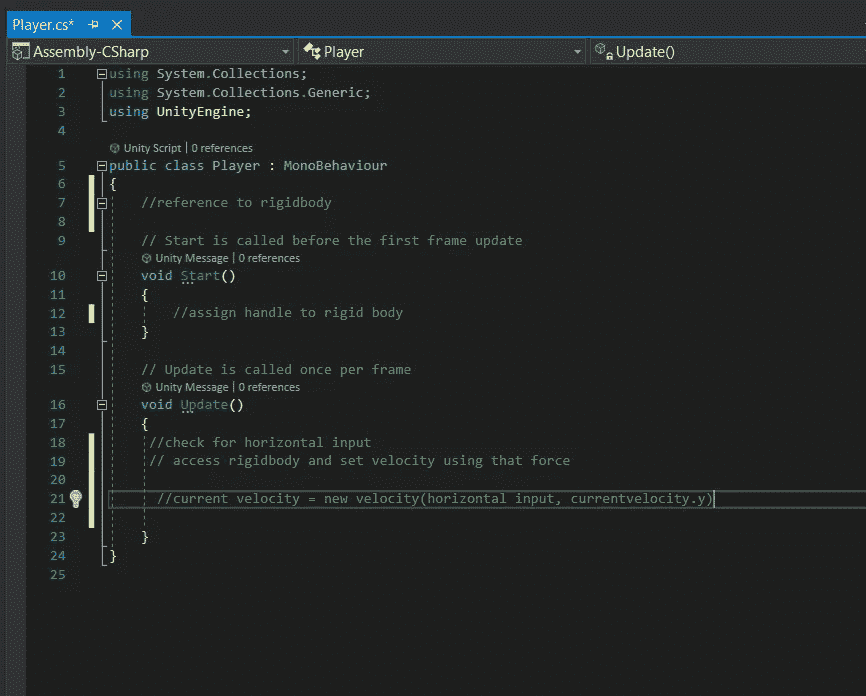 Player.cs*
Assembly-CSharp Player Update()
1 using System.Collections;
2 using System.Collections.Generic;
3 using UnityEngine;
4
Unity Script | 0 references
5 public class Player : MonoBehaviour
6 {
7 //reference to rigidbody
8
9 // Start is called before the first frame update
Unity Message | 0 references
10 void Start()
11 {
12 //assign handle to rigid body
13 }
14
15 // Update is called once per frame
Unity Message | 0 references
16 void Update()
17 {
18 //check for horizontal input
19 // access rigidbody and set velocity using that force
20
21 //current velocity = new velocity(horizontal input, currentvelocity.y)
22
23 }
24 }
25